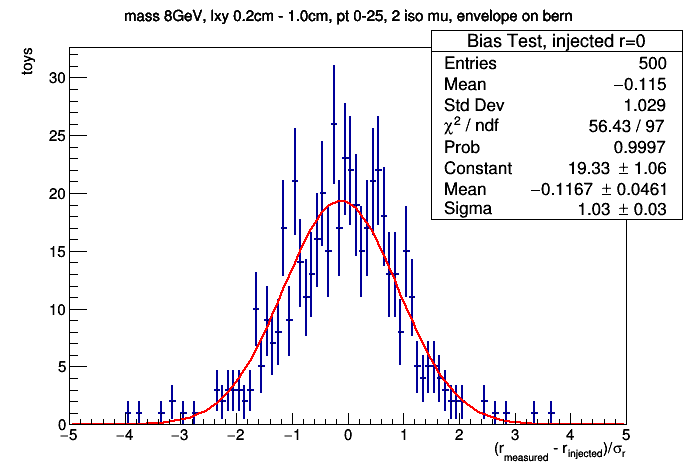 mass 8GeV, lxy 0.2cm - 1.0cm, pt 0-25, 2 iso mu, envelope on bern
Bias Test, injected r=0
Entries 500
Mean −0.115
Std Dev 1.029
χ² / ndf 56.43 / 97
Prob 0.9997
Constant 19.33 ± 1.06
Mean −0.1167 ± 0.0461
Sigma 1.03 ± 0.03
toys
30
25
20
15
10
5
0
−5 −4 −3 −2 −1 0 1 2 3 4 5
(r_measured - r_injected)/σ_r